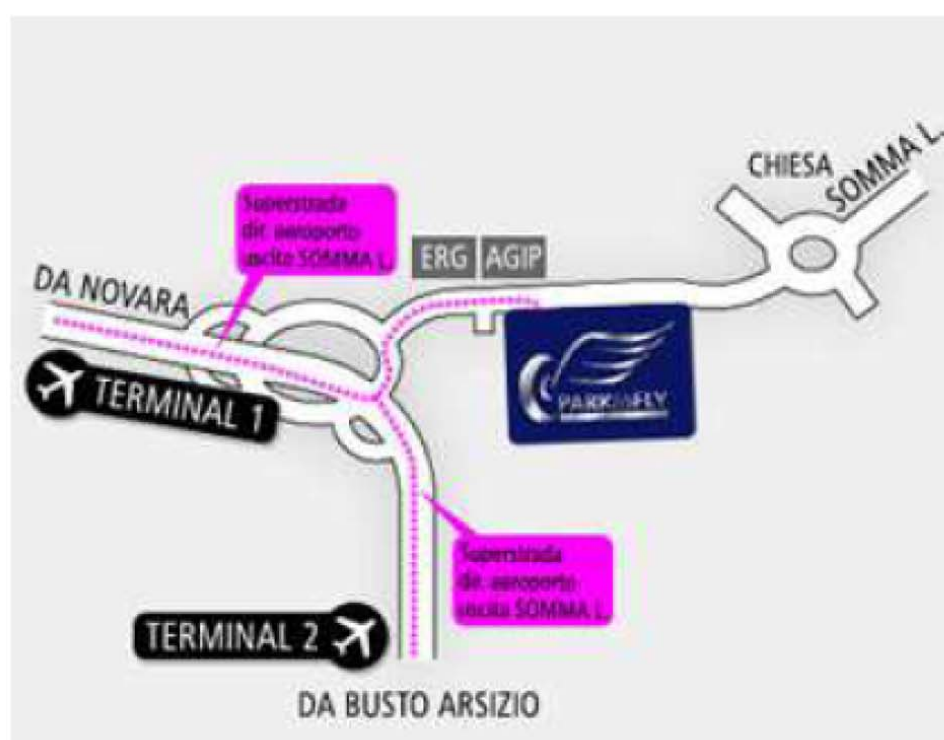 CHIESA
SOMMA L.
Superstrada
dir. aeroporto
uscita SOMMA L.
ERG
AGIP
DA NOVARA
TERMINAL 1
PARKINFLY
Superstrada
dir. aeroporto
uscita SOMMA L.
TERMINAL 2
DA BUSTO ARSIZIO